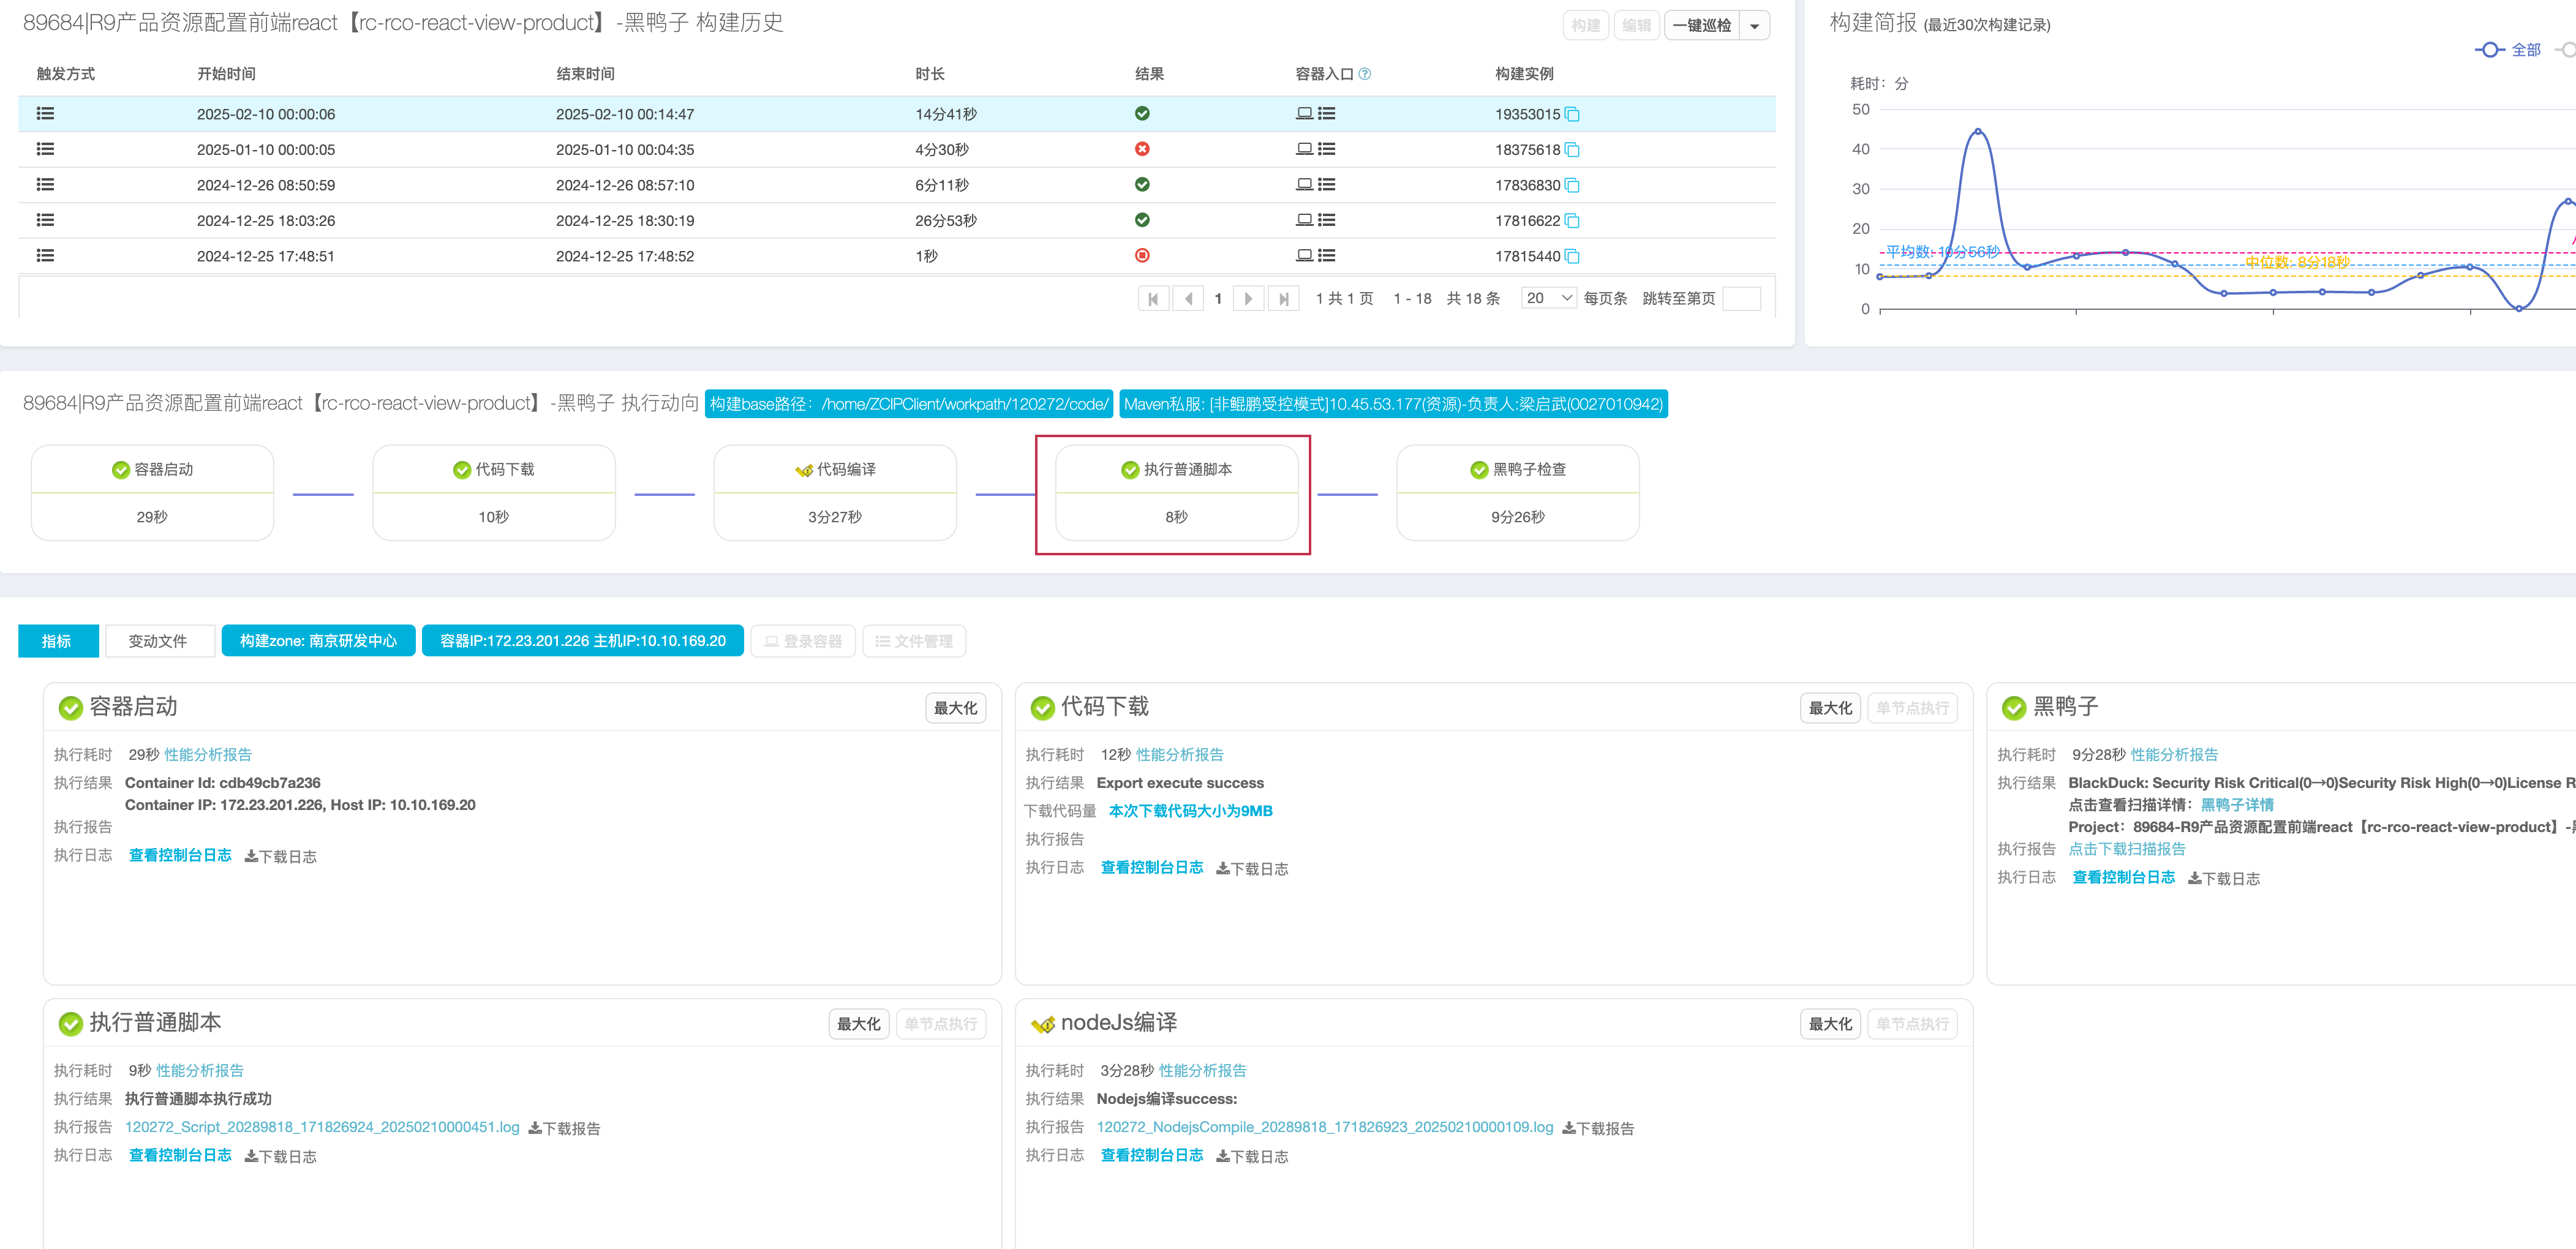 89684|R9产品资源配置前端react【rc-rco-react-view-product】-黑鸭子 构建历史
构建 编辑 一键巡检
触发方式 开始时间 结束时间 时长 结果 容器入口 构建实例
2025-02-10 00:00:06 2025-02-10 00:14:47 14分41秒 19353015
2025-01-10 00:00:05 2025-01-10 00:04:35 4分30秒 18375618
2024-12-26 08:50:59 2024-12-26 08:57:10 6分11秒 17836830
2024-12-25 18:03:26 2024-12-25 18:30:19 26分53秒 17816622
2024-12-25 17:48:51 2024-12-25 17:48:52 1秒 17815440
1 1 共 1 页 1 - 18 共 18 条 20 每页条 跳转至第页
构建简报 (最近30次构建记录)
全部
耗时：分
50
40
30
20
10
0
平均数: 10分56秒
中位数: 8分18秒
89684|R9产品资源配置前端react【rc-rco-react-view-product】-黑鸭子 执行动向 构建base路径：/home/ZCIPClient/workpath/120272/code/ Maven私服: [非鲲鹏受控模式]10.45.53.177(资源)-负责人:梁启武(0027010942)
容器启动 代码下载 代码编译 执行普通脚本 黑鸭子检查
29秒 10秒 3分27秒 8秒 9分26秒
指标 变动文件 构建zone: 南京研发中心 容器IP:172.23.201.226 主机IP:10.10.169.20 登录容器 文件管理
容器启动 最大化
执行耗时 29秒 性能分析报告
执行结果 Container Id: cdb49cb7a236
Container IP: 172.23.201.226, Host IP: 10.10.169.20
执行报告
执行日志 查看控制台日志 下载日志
代码下载 最大化 单节点执行
执行耗时 12秒 性能分析报告
执行结果 Export execute success
下载代码量 本次下载代码大小为9MB
执行报告
执行日志 查看控制台日志 下载日志
黑鸭子
执行耗时 9分28秒 性能分析报告
执行结果 BlackDuck: Security Risk Critical(0→0)Security Risk High(0→0)License R
点击查看扫描详情：黑鸭子详情
Project：89684-R9产品资源配置前端react【rc-rco-react-view-product】-
执行报告 点击下载扫描报告
执行日志 查看控制台日志 下载日志
执行普通脚本 最大化 单节点执行
执行耗时 9秒 性能分析报告
执行结果 执行普通脚本执行成功
执行报告 120272_Script_20289818_171826924_20250210000451.log 下载报告
执行日志 查看控制台日志 下载日志
nodeJs编译 最大化 单节点执行
执行耗时 3分28秒 性能分析报告
执行结果 Nodejs编译success:
执行报告 120272_NodejsCompile_20289818_171826923_20250210000109.log 下载报告
执行日志 查看控制台日志 下载日志